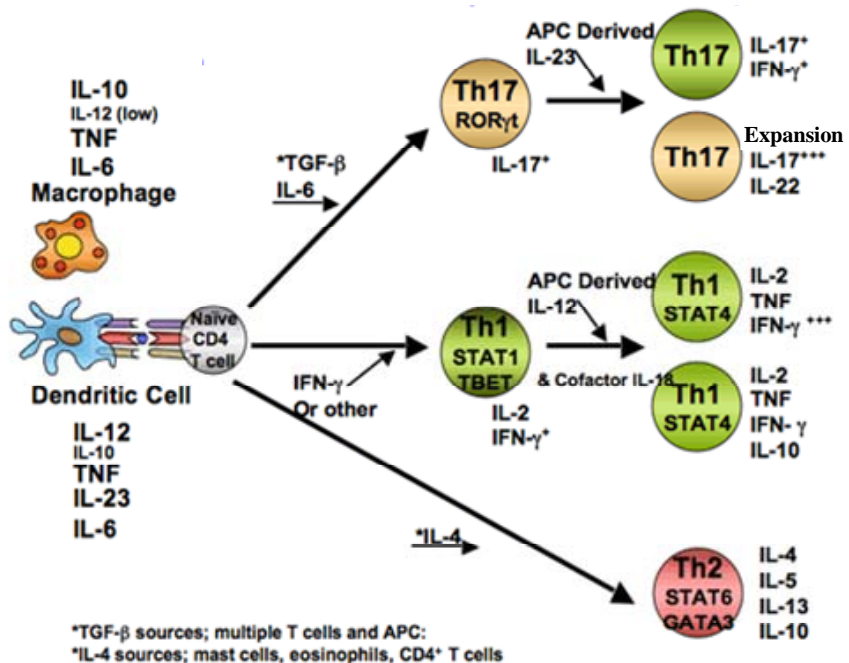 IL-10
IL-12 (low)
TNF
IL-6
Macrophage
Naïve
CD4
T cell
Dendritic Cell
IL-12
IL-10
TNF
IL-23
IL-6
*TGF-β
IL-6
Th17
RORγt
IL-17⁺
APC Derived
IL-23
Th17
IL-17⁺
IFN-γ⁺
Th17
Expansion
IL-17⁺⁺⁺
IL-22
IFN-γ
Or other
Th1
STAT1
TBET
IL-2
IFN-γ⁺
APC Derived
IL-12
& Cofactor IL-18
Th1
STAT4
IL-2
TNF
IFN-γ ⁺⁺⁺
Th1
STAT4
IL-2
TNF
IFN- γ
IL-10
*IL-4
Th2
STAT6
GATA3
IL-4
IL-5
IL-13
IL-10
*TGF-β sources; multiple T cells and APC:
*IL-4 sources; mast cells, eosinophils, CD4⁺ T cells